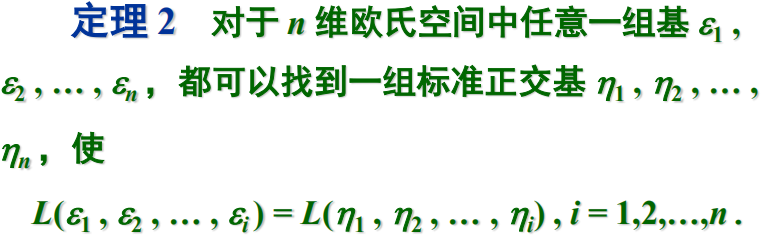 定理 2 对于 n 维欧氏空间中任意一组基 ε₁ ,
ε₂ , … , εₙ ，都可以找到一组标准正交基 η₁ , η₂ , … ,
ηₙ ，使
L(ε₁ , ε₂ , … , εᵢ) = L(η₁ , η₂ , … , ηᵢ) , i = 1,2,…,n .